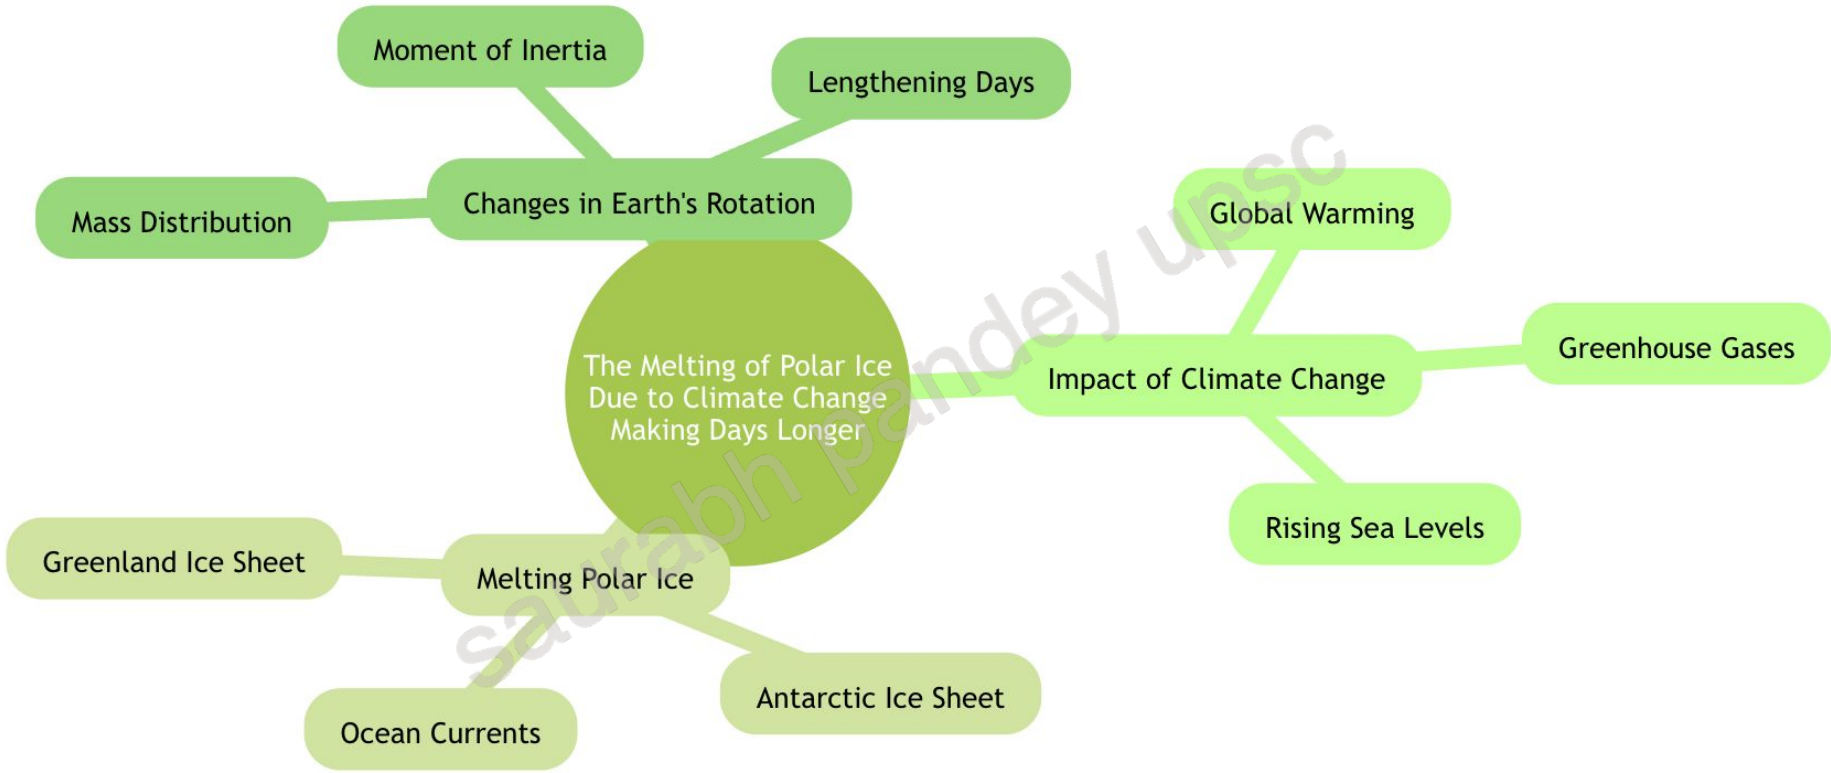 Moment of Inertia
Lengthening Days
Mass Distribution
Changes in Earth's Rotation
Global Warming
Greenhouse Gases
Impact of Climate Change
The Melting of Polar Ice
Due to Climate Change
Making Days Longer
Rising Sea Levels
Greenland Ice Sheet
Melting Polar Ice
Antarctic Ice Sheet
Ocean Currents
saurabh pandey upsc